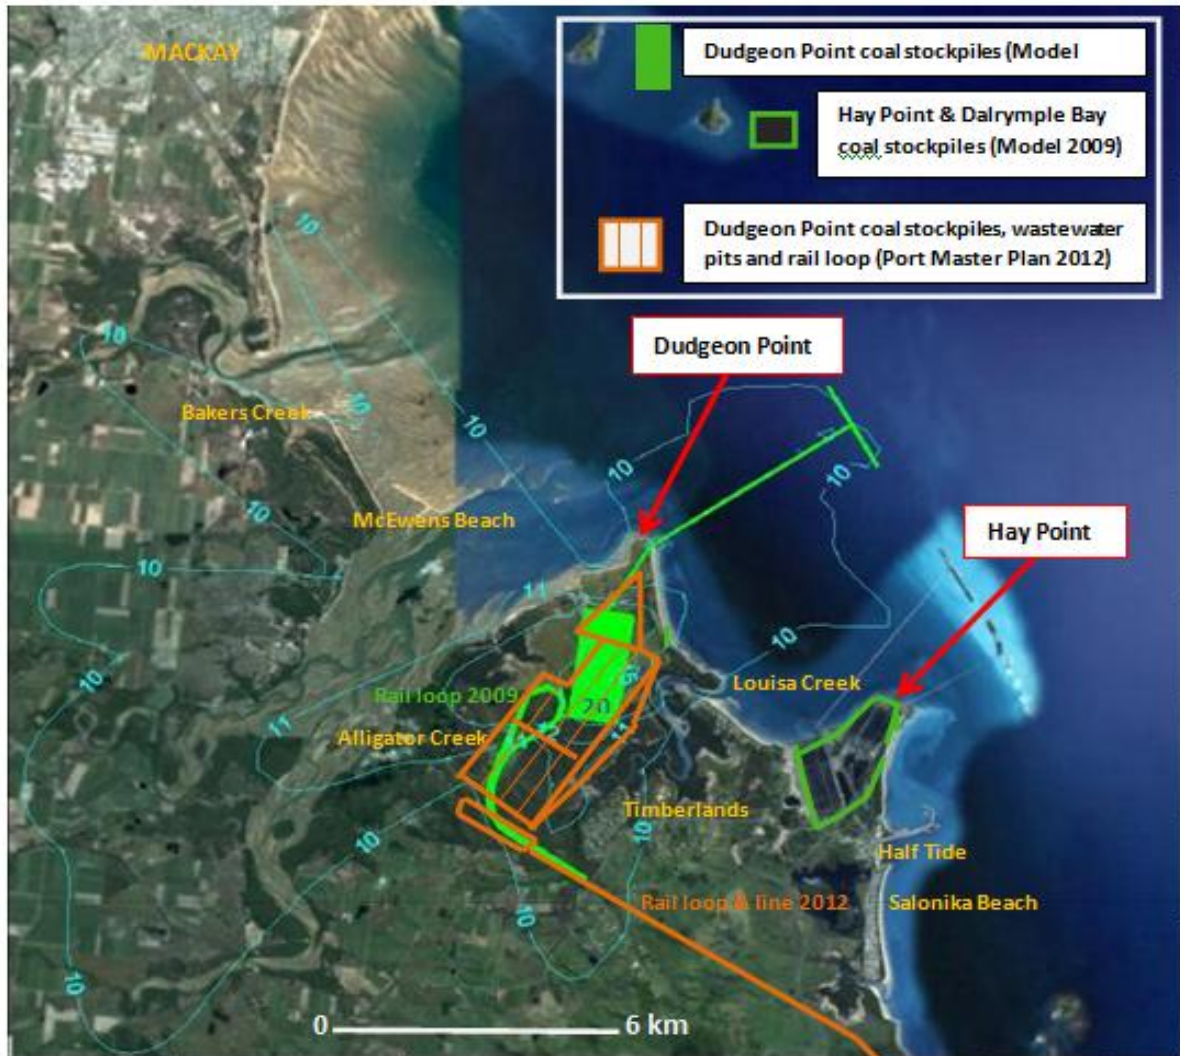 MACKAY
Dudgeon Point coal stockpiles (Model
Hay Point & Dalrymple Bay
coal stockpiles (Model 2009)
Dudgeon Point coal stockpiles, wastewater
pits and rail loop (Port Master Plan 2012)
10
Dudgeon Point
10
10
Bakers Creek
10
10
10
10
McEwens Beach
Hay Point
10
11
10
10
Louisa Creek
Rail loop 2009
20
11
Alligator Creek
11
Timberlands
10
10
Half Tide
Rail loop & line 2012
Salonika Beach
10
10
0
6 km